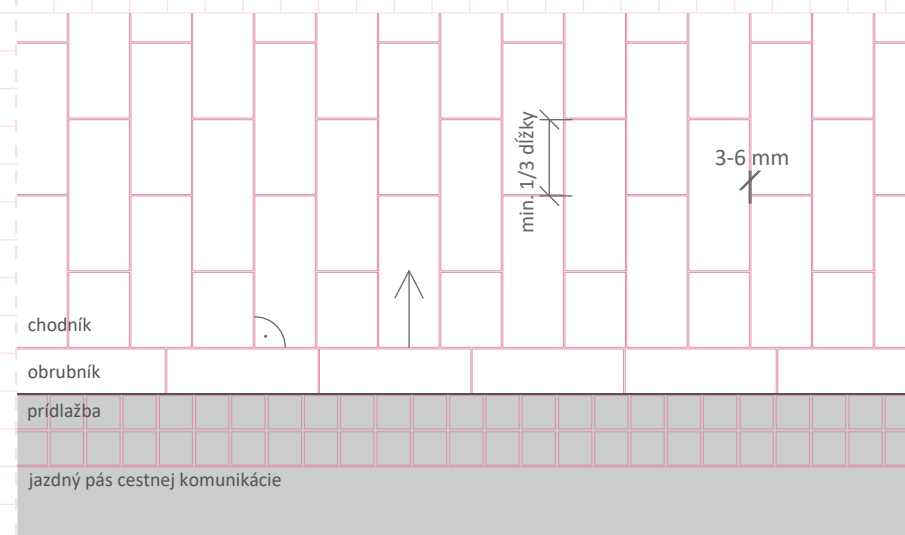 min. 1/3 dĺžky
3-6 mm
chodník
obrubník
prídlažba
jazdný pás cestnej komunikácie